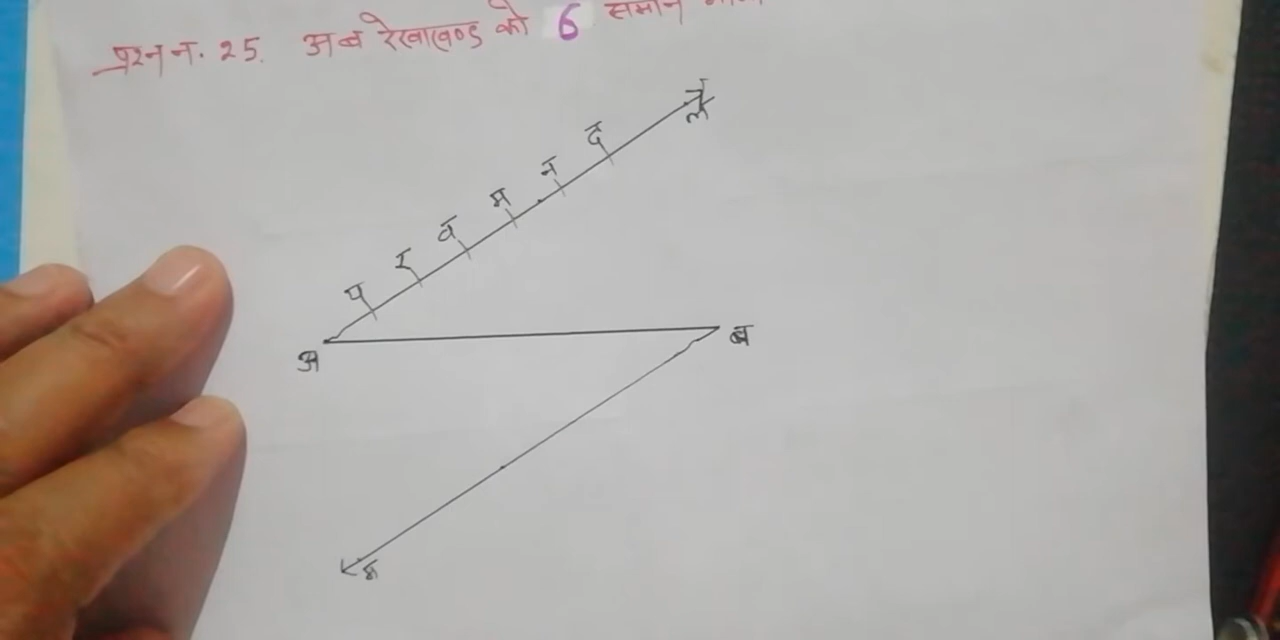 प्रश्न न. 25. अब रेखाखण्ड को 6 समान
द
न
म
व
र
प
अ
ब